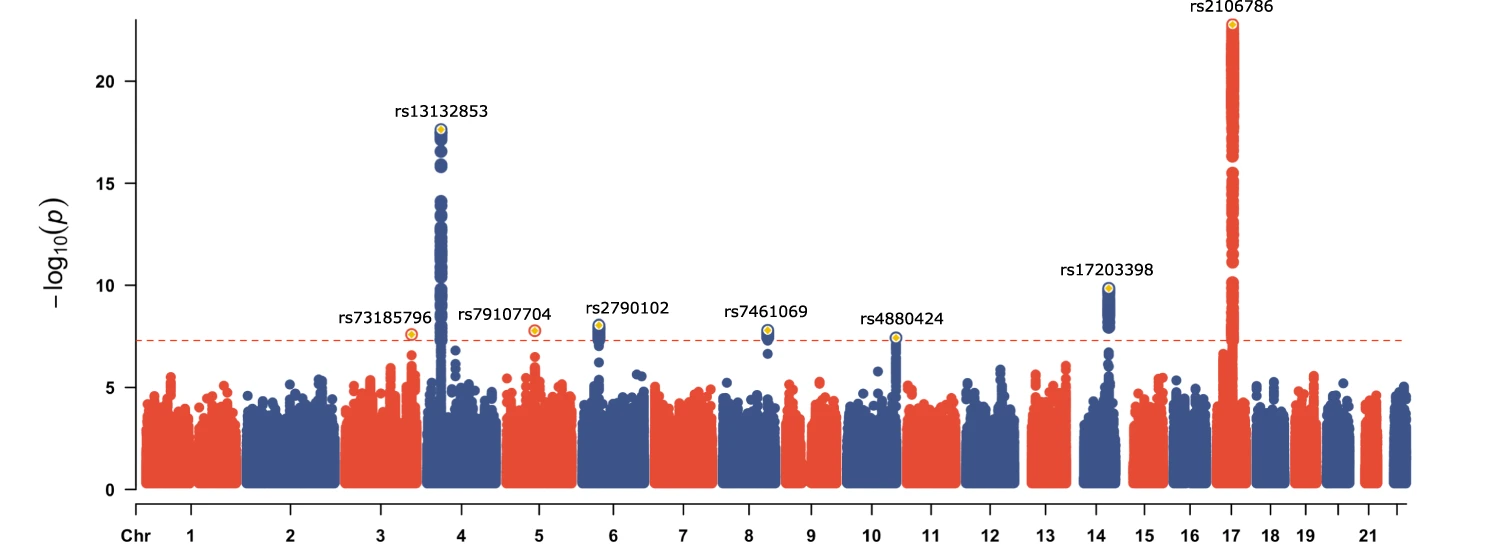 rs2106786
20
rs13132853
15
−log10(p)
rs17203398
10
rs73185796
rs79107704
rs2790102
rs7461069
rs4880424
5
0
Chr 1 2 3 4 5 6 7 8 9 10 11 12 13 14 15 16 17 18 19 21